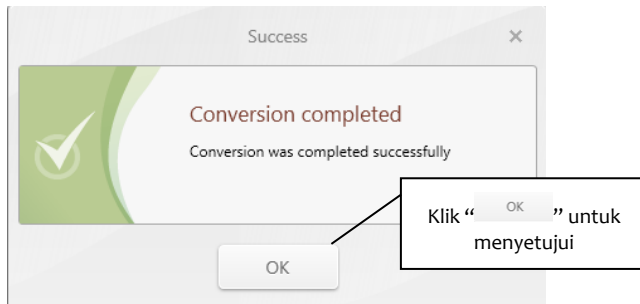 Success
Conversion completed
Conversion was completed successfully
Klik “ OK ” untuk
menyetujui
OK